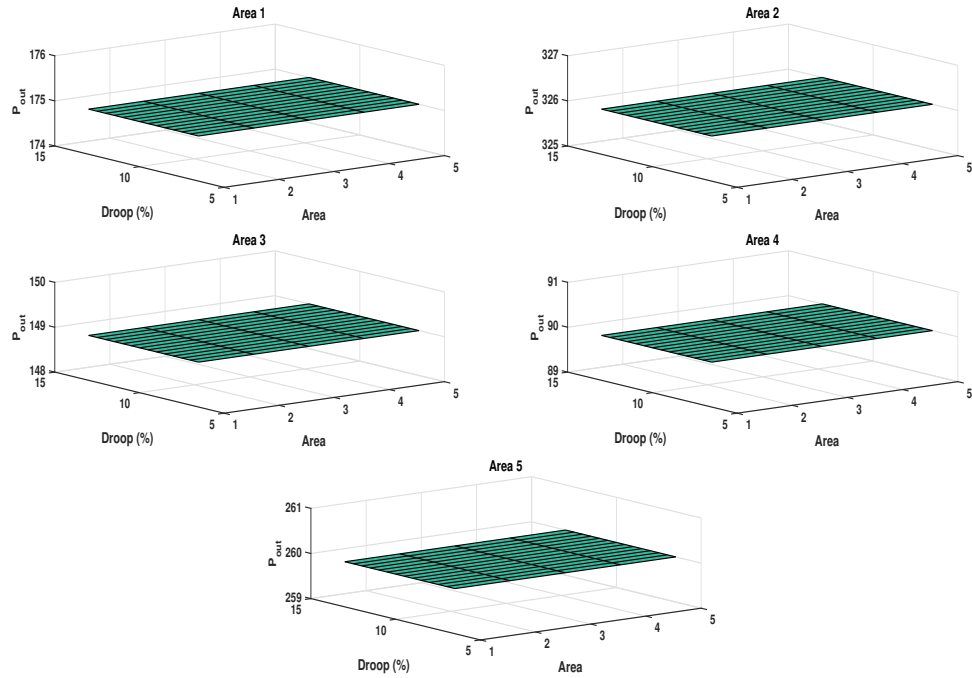 Area 1
176
175
174
P_out
15
10
5
Droop (%)
1
2
3
4
5
Area
Area 2
327
326
325
P_out
15
10
5
Droop (%)
1
2
3
4
5
Area
Area 3
150
149
148
P_out
15
10
5
Droop (%)
1
2
3
4
5
Area
Area 4
91
90
89
P_out
15
10
5
Droop (%)
1
2
3
4
5
Area
Area 5
261
260
259
P_out
15
10
5
Droop (%)
1
2
3
4
5
Area